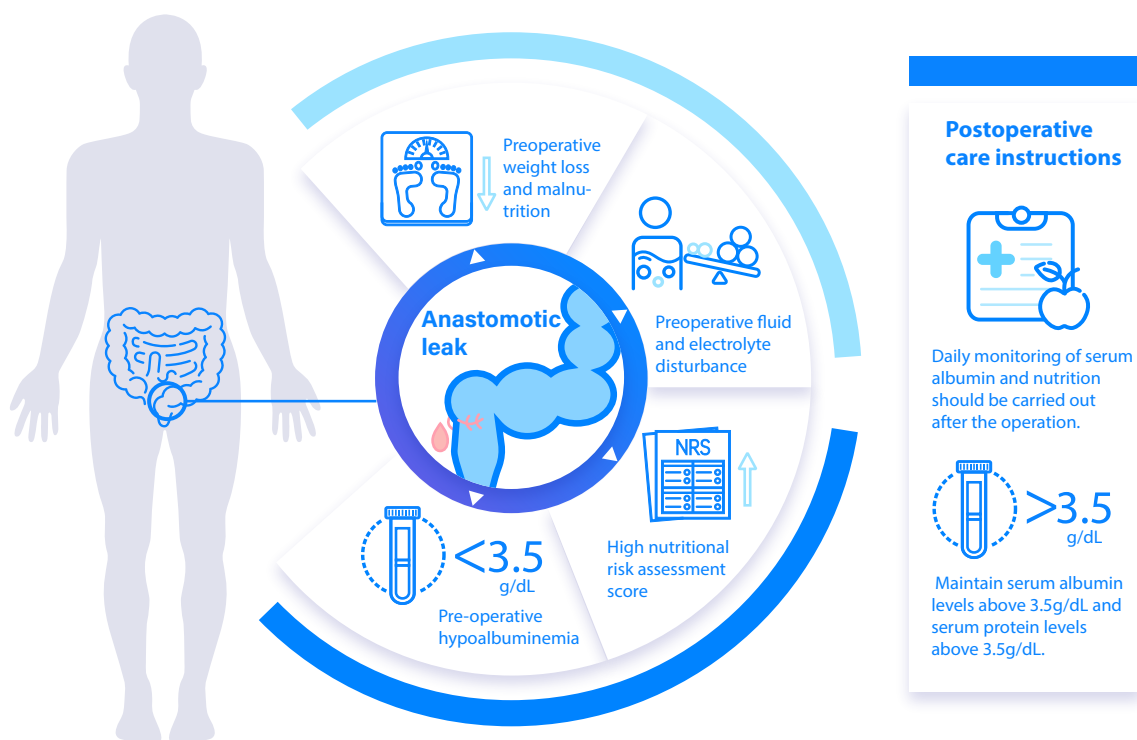 Preoperative
weight loss
and malnu-
trition
Preoperative fluid
and electrolyte
disturbance
Anastomotic
leak
NRS
High nutritional
risk assessment
score
<3.5
g/dL
Pre-operative
hypoalbuminemia
Postoperative
care instructions
Daily monitoring of serum
albumin and nutrition
should be carried out
after the operation.
>3.5
g/dL
Maintain serum albumin
levels above 3.5g/dL and
serum protein levels
above 3.5g/dL.